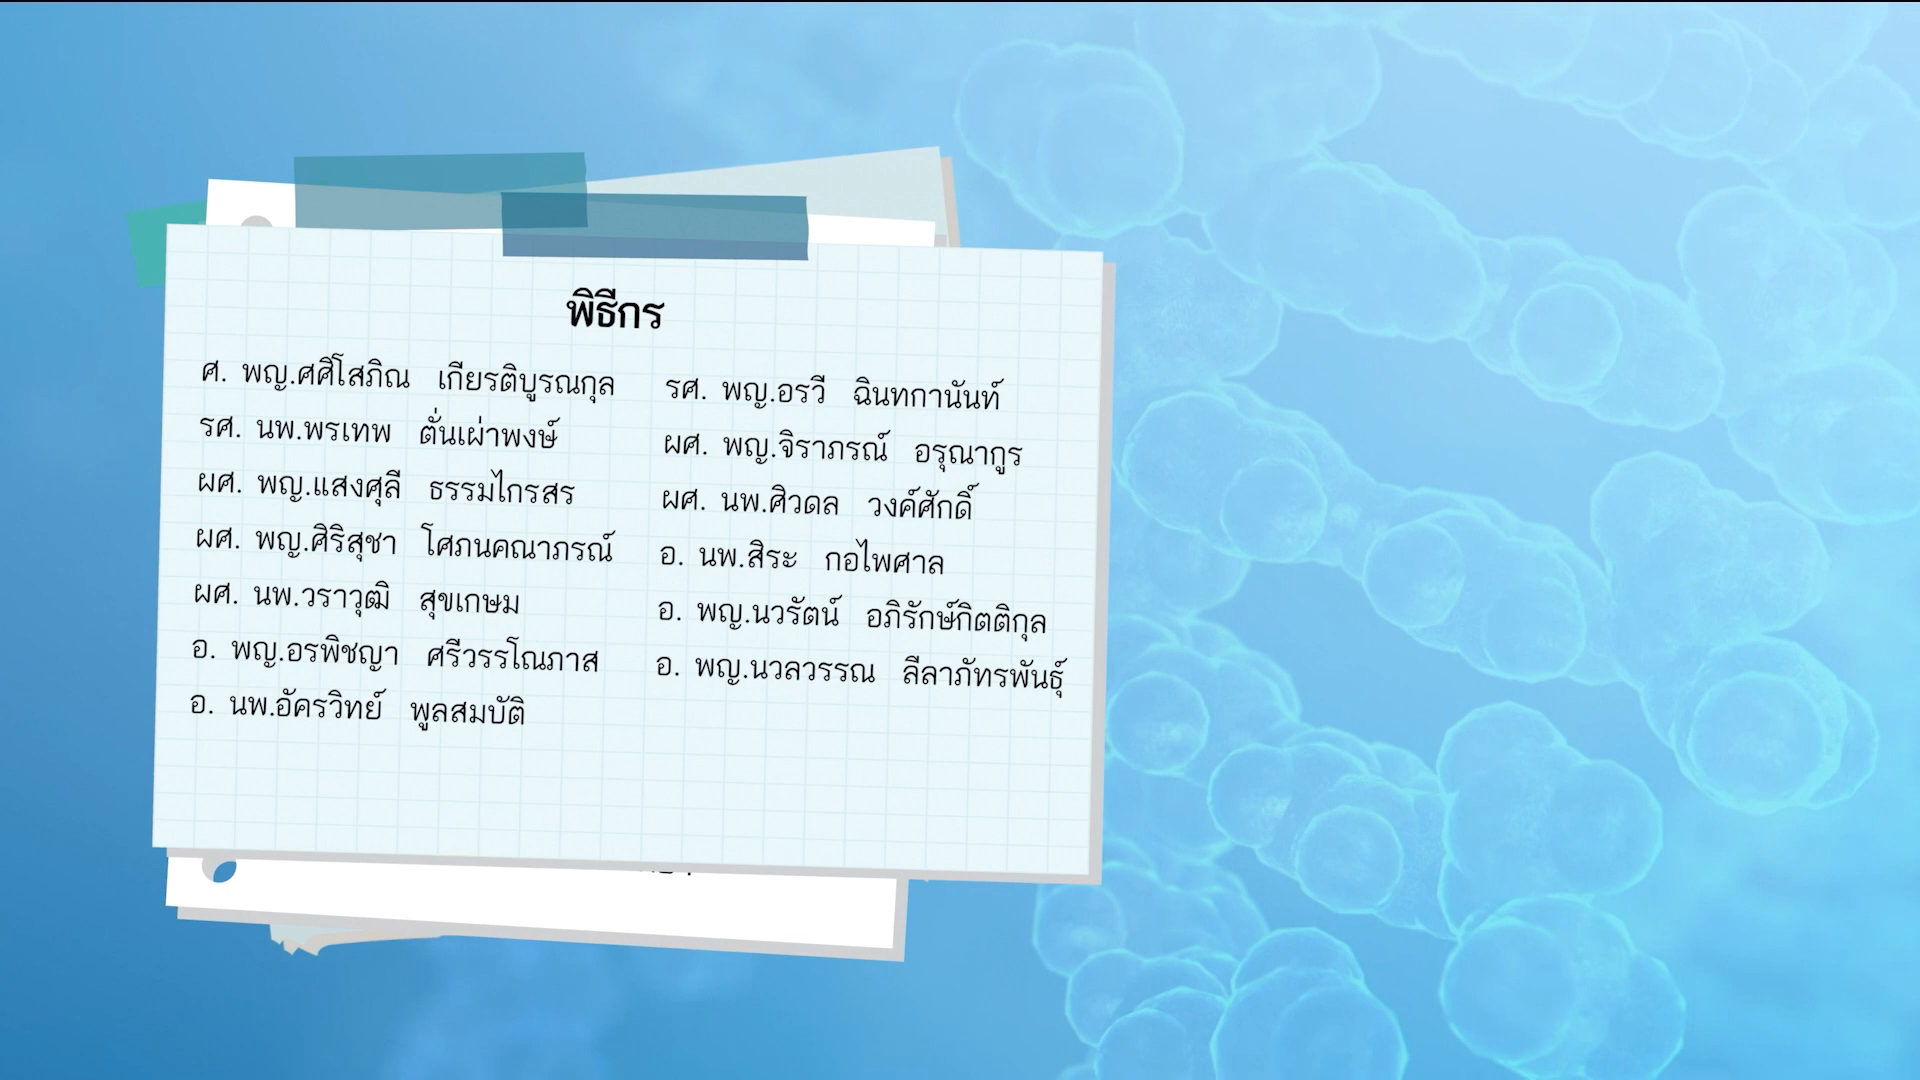 พิธีกร
ศ. พญ.ศศิโสภิณ เกียรติบูรณกุล
รศ. นพ.พรเทพ ตั่นเผ่าพงษ์
ผศ. พญ.แสงศุลี ธรรมไกรสร
ผศ. พญ.ศิริสุชา โศภนคณาภรณ์
ผศ. นพ.วราวุฒิ สุขเกษม
อ. พญ.อรพิชญา ศรีวรรโณภาส
อ. นพ.อัครวิทย์ พูลสมบัติ
รศ. พญ.อรวี ฉินทกานันท์
ผศ. พญ.จิราภรณ์ อรุณากูร
ผศ. นพ.ศิวดล วงค์ศักดิ์
อ. นพ.สิระ กอไพศาล
อ. พญ.นวรัตน์ อภิรักษ์กิตติกุล
อ. พญ.นวลวรรณ ลีลาภัทรพันธุ์